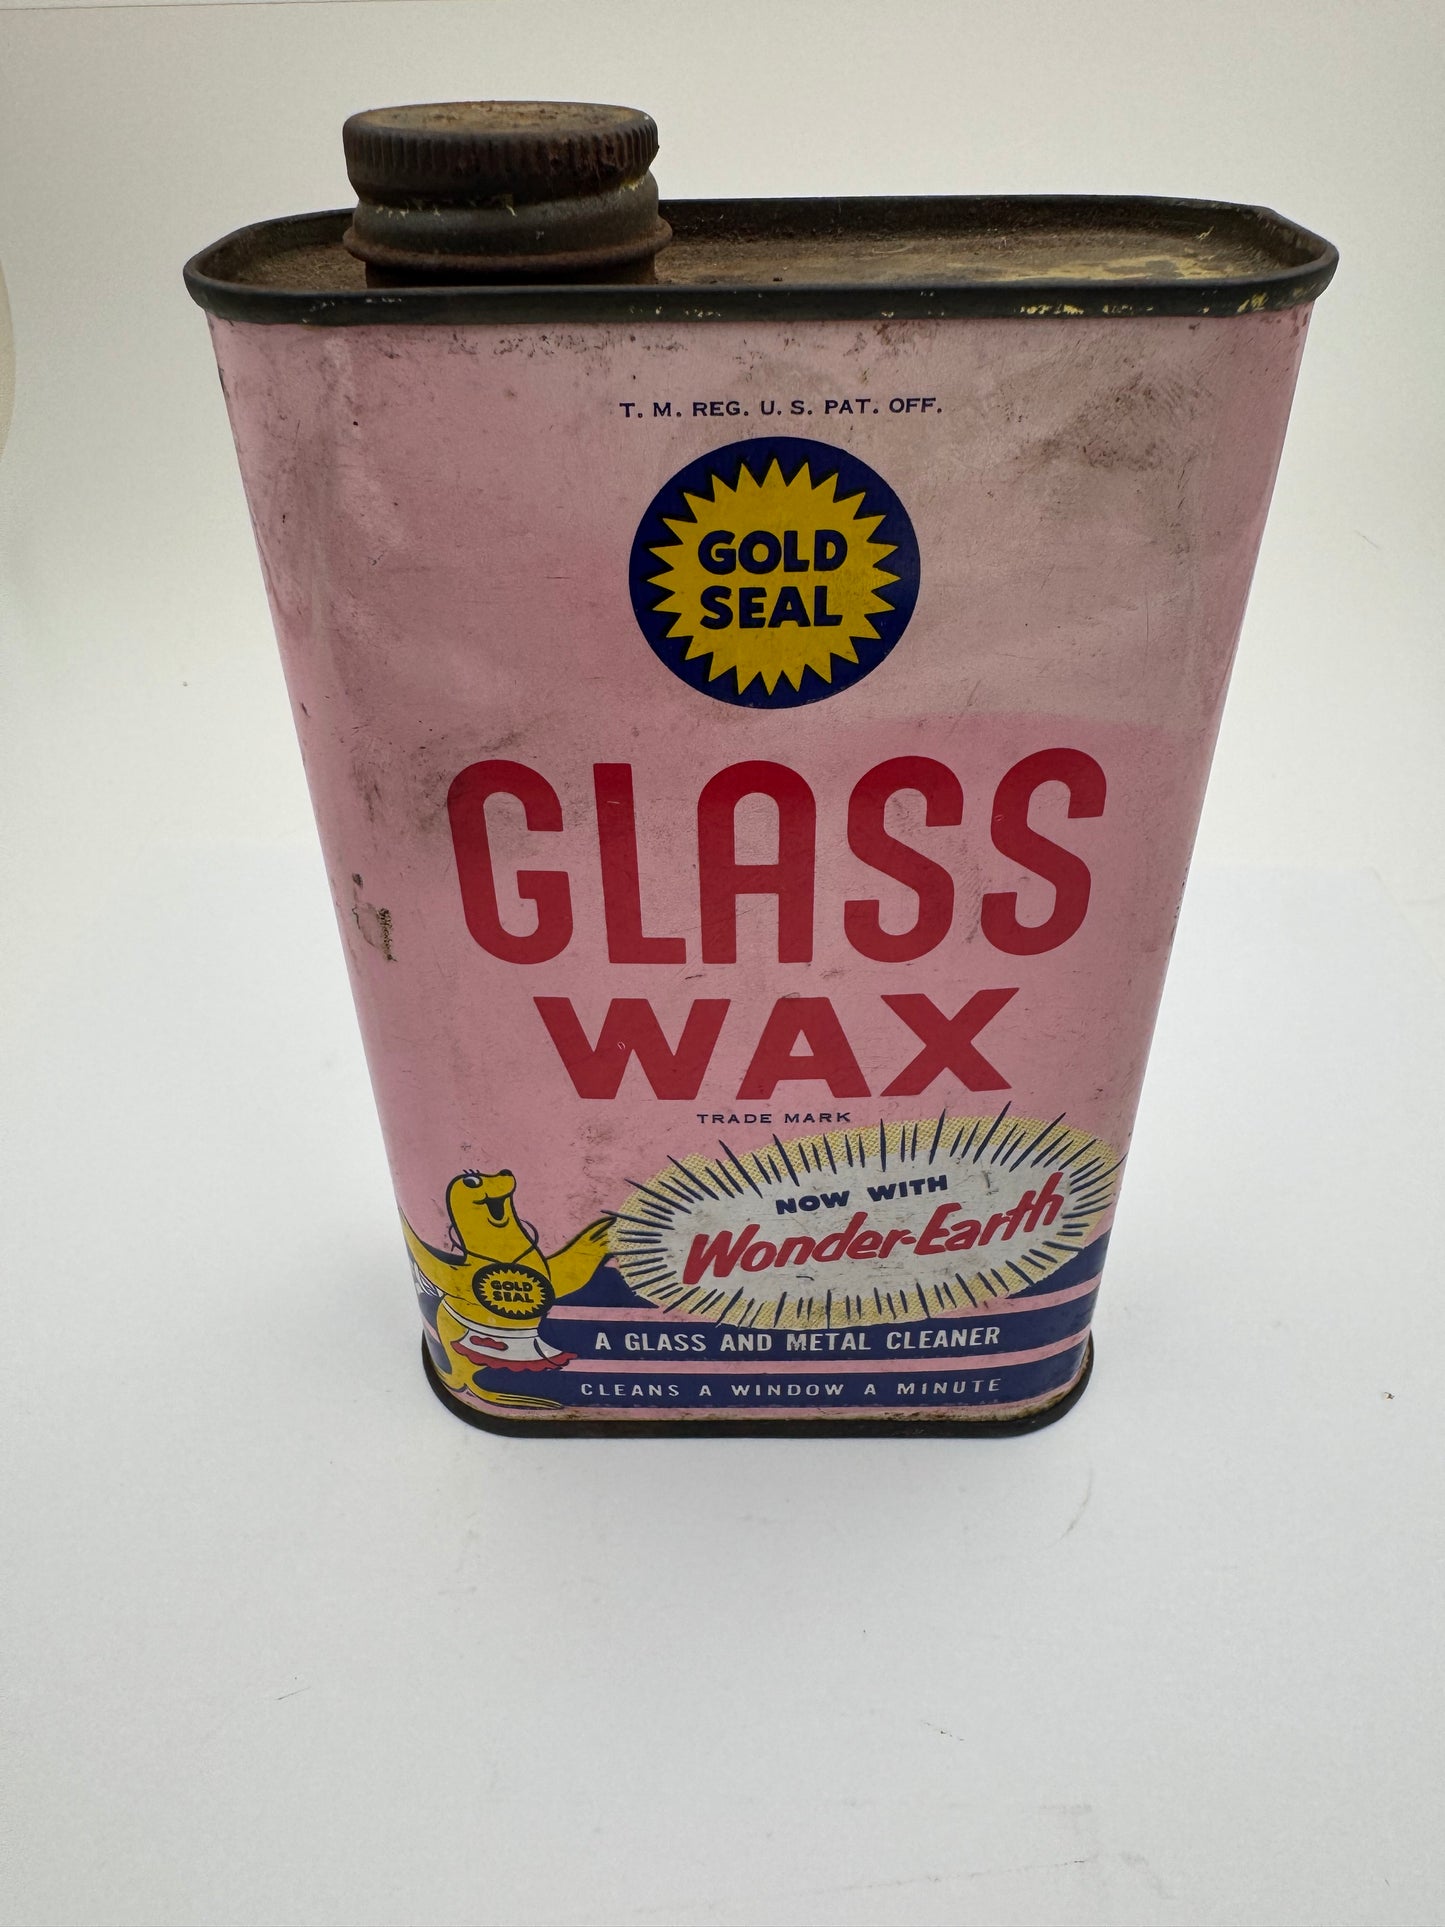 T. M. REG. U. S. PAT. OFF.
GOLD
SEAL
GLASS
WAX
TRADE MARK
NOW WITH
Wonder-Earth
GOLD
SEAL
A GLASS AND METAL CLEANER
CLEANS A WINDOW A MINUTE